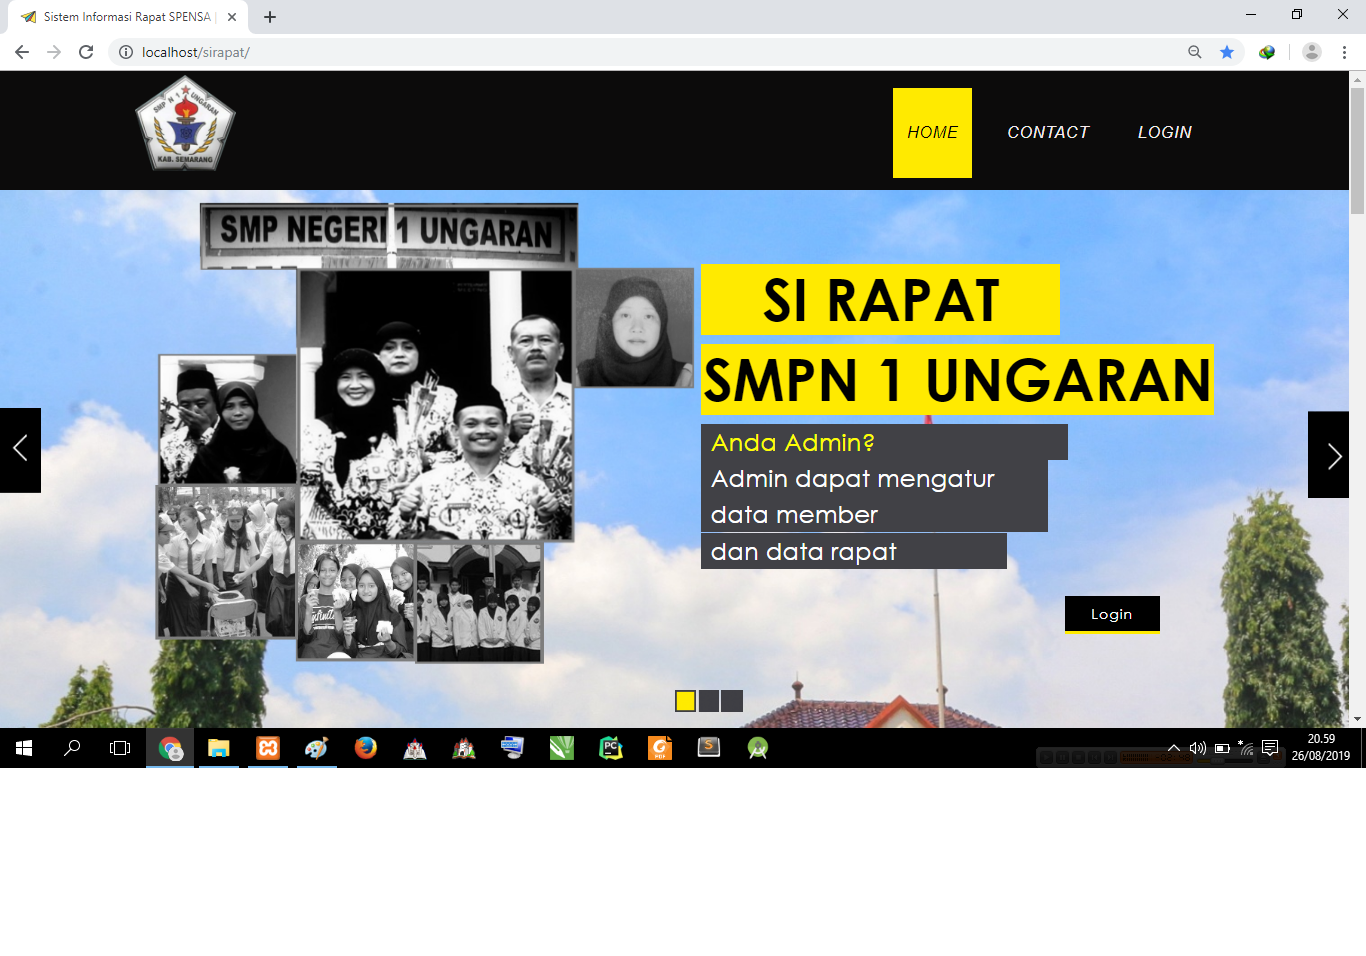 Sistem Informasi Rapat SPENSA |
localhost/sirapat/
SMP N 1 UNGARAN
KAB. SEMARANG
HOME
CONTACT
LOGIN
SMP NEGERI 1 UNGARAN
SI RAPAT
SMPN 1 UNGARAN
Anda Admin?
Admin dapat mengatur
data member
dan data rapat
Login
20.59
26/08/2019